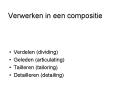 Verwerken in een compositie
• Verdelen (dividing)
• Geleden (articulating)
• Tailleren (tailoring)
• Detailleren (detailing)